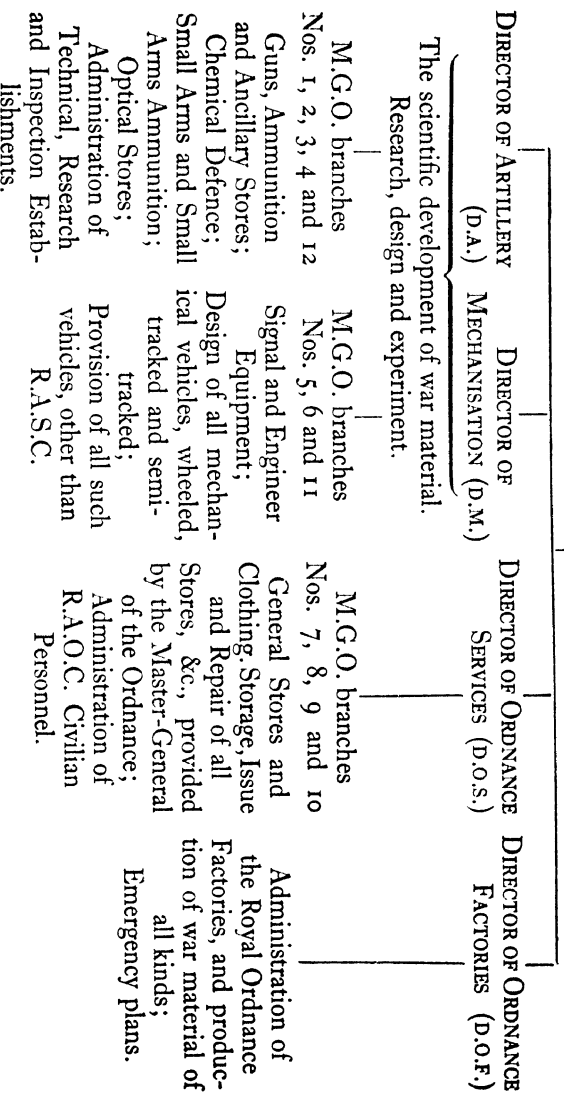 DIRECTOR OF ARTILLERY
(D.A.)
DIRECTOR OF
MECHANISATION (D.M.)
The scientific development of war material.
Research, design and experiment.
M.G.O. branches
Nos. 1, 2, 3, 4 and 12
Guns, Ammunition
and Ancillary Stores;
Chemical Defence;
Small Arms and Small
Arms Ammunition;
Optical Stores;
Administration of
Technical, Research
and Inspection Estab-
lishments.
M.G.O. branches
Nos. 5, 6 and 11
Signal and Engineer
Equipment;
Design of all mechan-
ical vehicles, wheeled,
tracked and semi-
tracked;
Provision of all such
vehicles, other than
R.A.S.C.
DIRECTOR OF ORDNANCE
SERVICES (D.O.S.)
M.G.O. branches
Nos. 7, 8, 9 and 10
General Stores and
Clothing. Storage, Issue
and Repair of all
Stores, &c., provided
by the Master-General
of the Ordnance;
Administration of
R.A.O.C. Civilian
Personnel.
DIRECTOR OF ORDNANCE
FACTORIES (D.O.F.)
Administration of
the Royal Ordnance
Factories, and produc-
tion of war material of
all kinds;
Emergency plans.